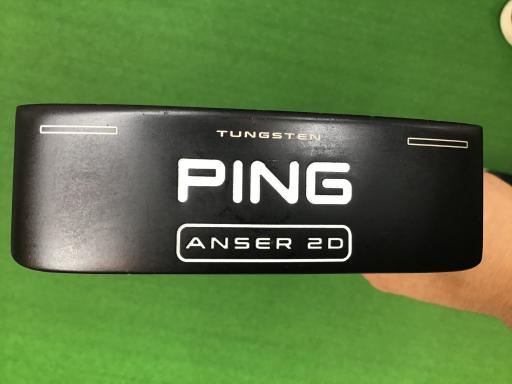 TUNGSTEN
PING
ANSER 2D